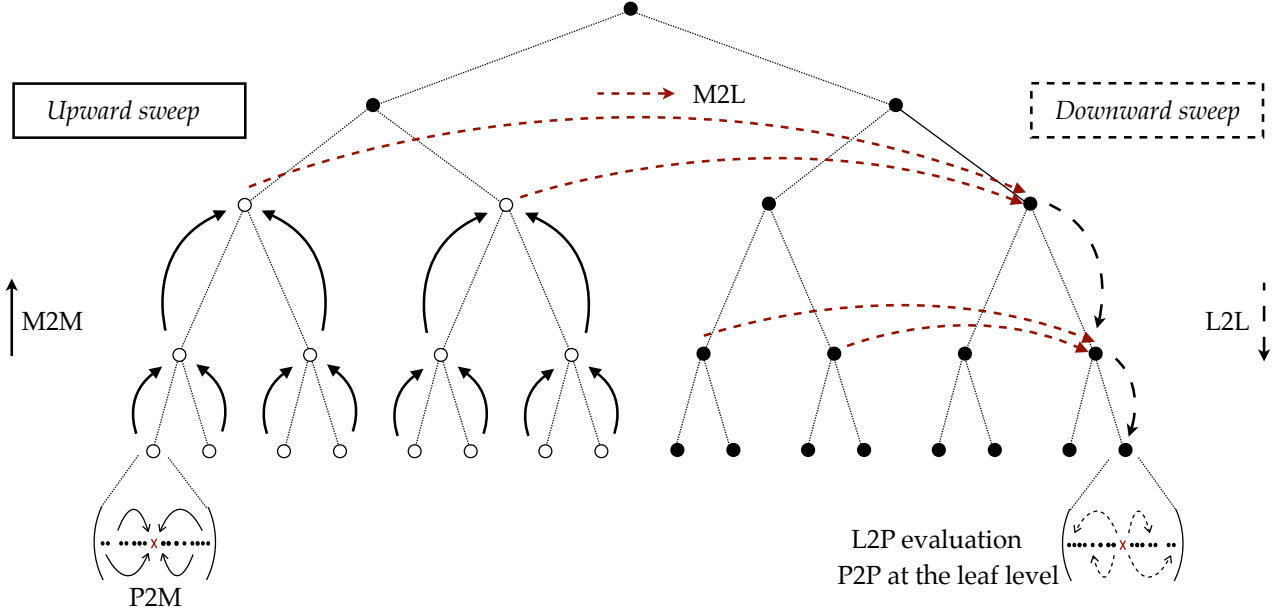 M2L
Upward sweep
Downward sweep
M2M
L2L
L2P evaluation
P2P at the leaf level
P2M